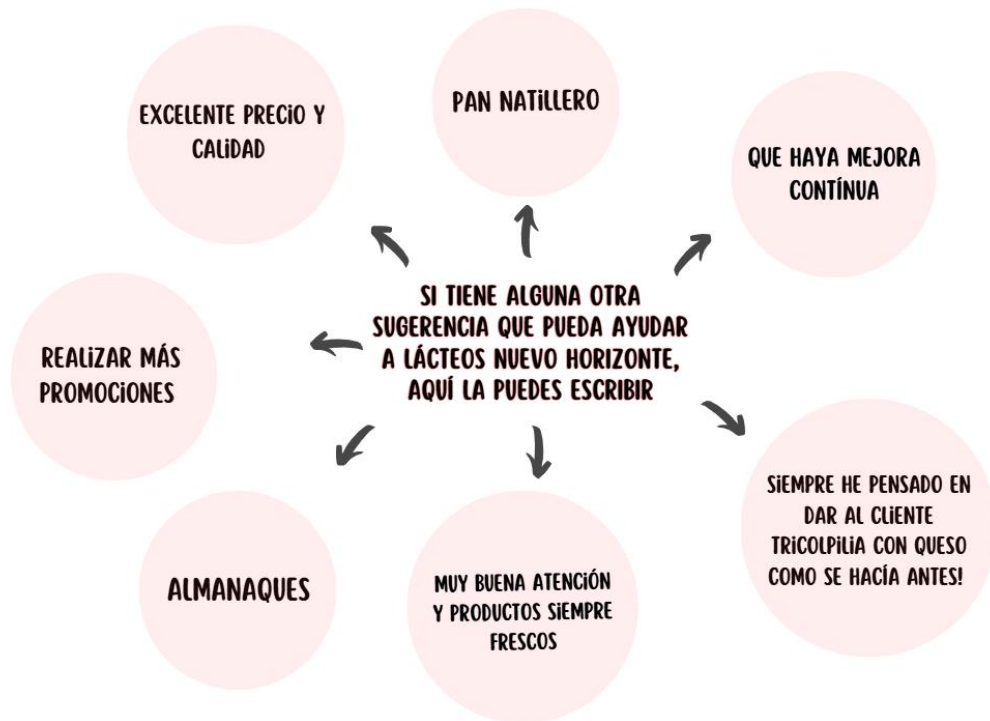 EXCELENTE PRECIO Y
CALIDAD
PAN NATILLERO
QUE HAYA MEJORA
CONTÍNUA
SI TIENE ALGUNA OTRA
SUGERENCIA QUE PUEDA AYUDAR
A LÁCTEOS NUEVO HORIZONTE,
AQUÍ LA PUEDES ESCRIBIR
REALIZAR MÁS
PROMOCIONES
SIEMPRE HE PENSADO EN
DAR AL CLIENTE
TRICOLPILIA CON QUESO
COMO SE HACÍA ANTES!
ALMANAQUES
MUY BUENA ATENCIÓN
Y PRODUCTOS SIEMPRE
FRESCOS